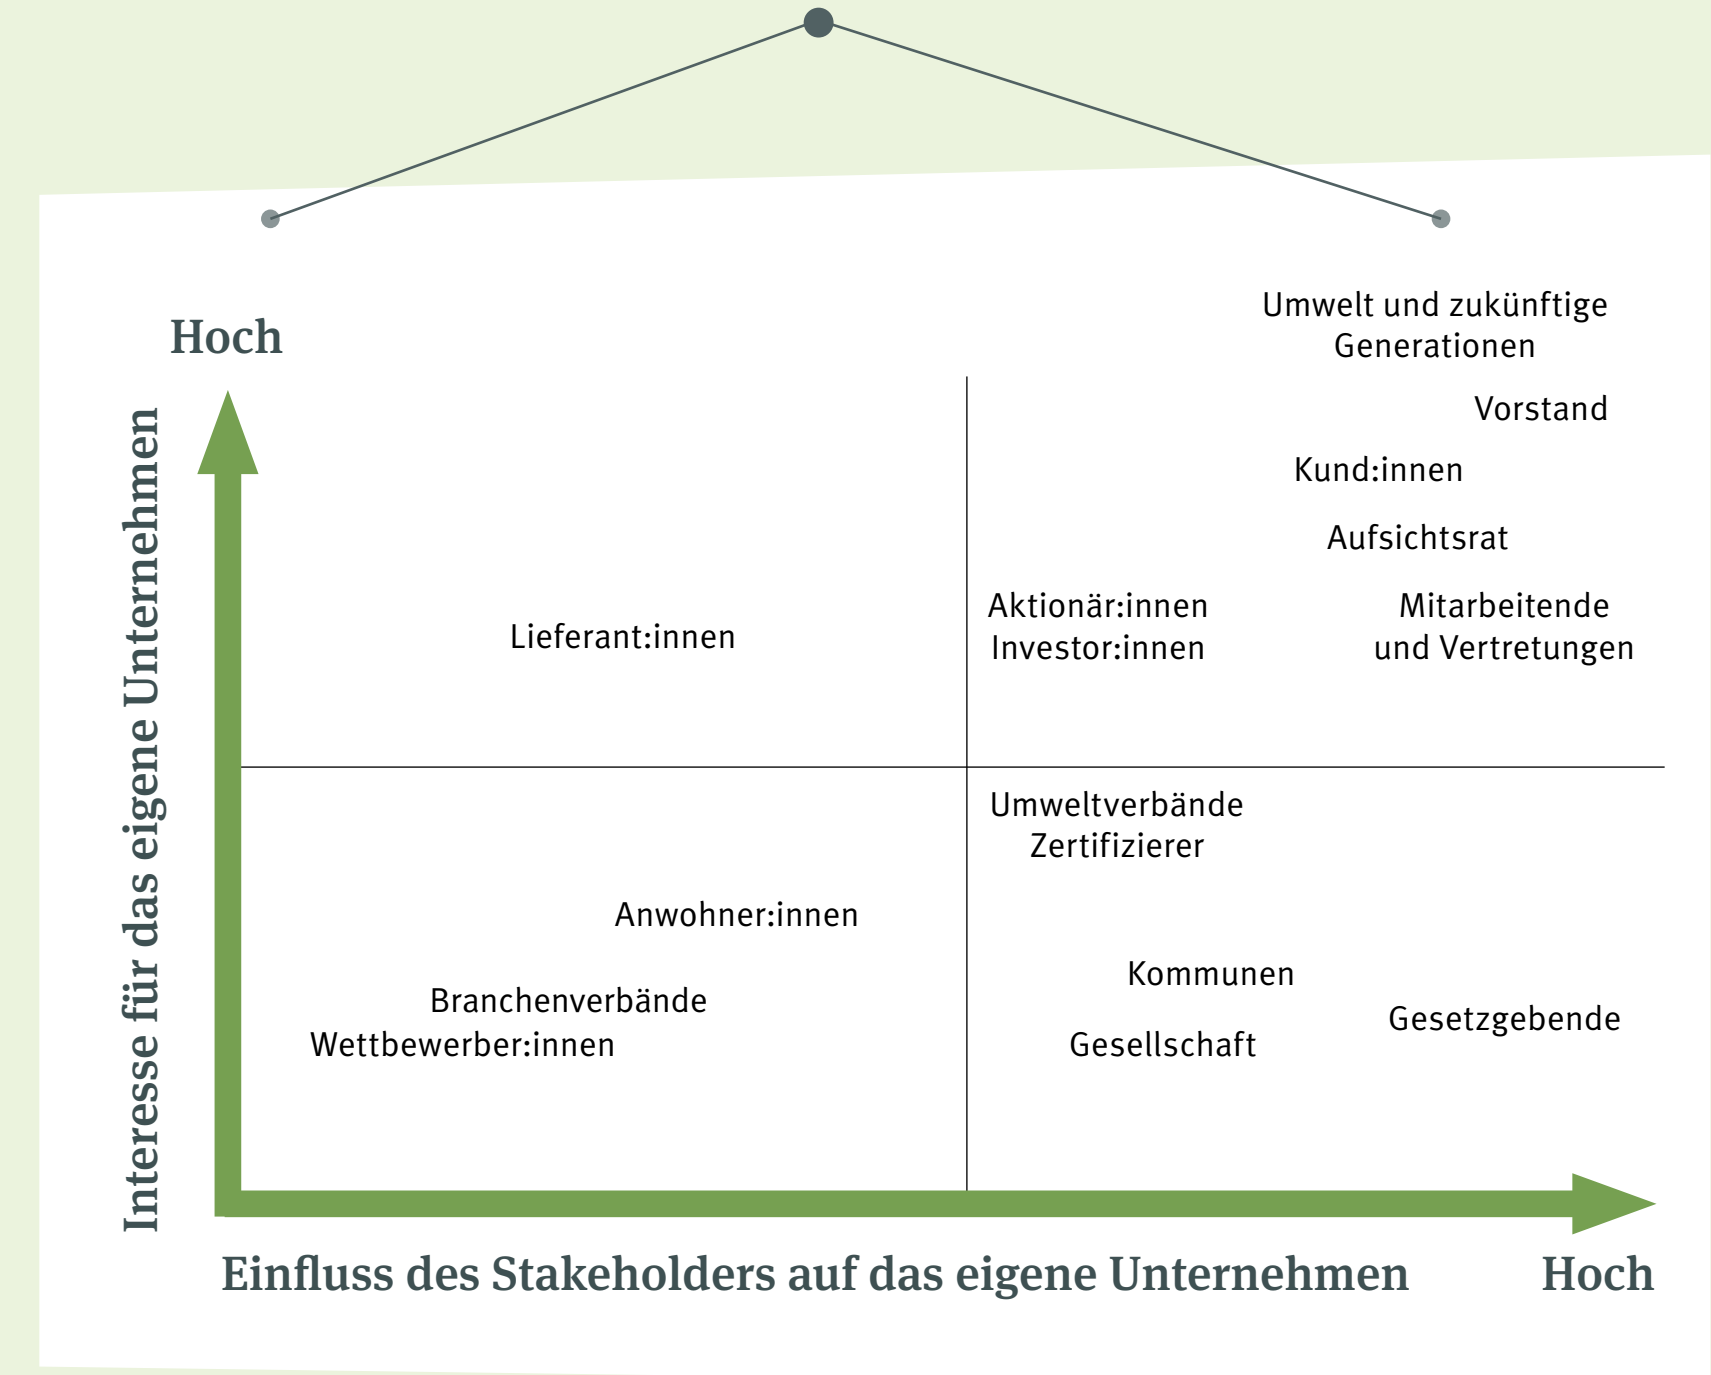 Hoch
Interesse für das eigene Unternehmen
Umwelt und zukünftige
Generationen
Vorstand
Kund:innen
Aufsichtsrat
Lieferant:innen
Aktionär:innen
Investor:innen
Mitarbeitende
und Vertretungen
Umweltverbände
Zertifizierer
Anwohner:innen
Branchenverbände
Wettbewerber:innen
Kommunen
Gesellschaft
Gesetzgebende
Einfluss des Stakeholders auf das eigene Unternehmen
Hoch